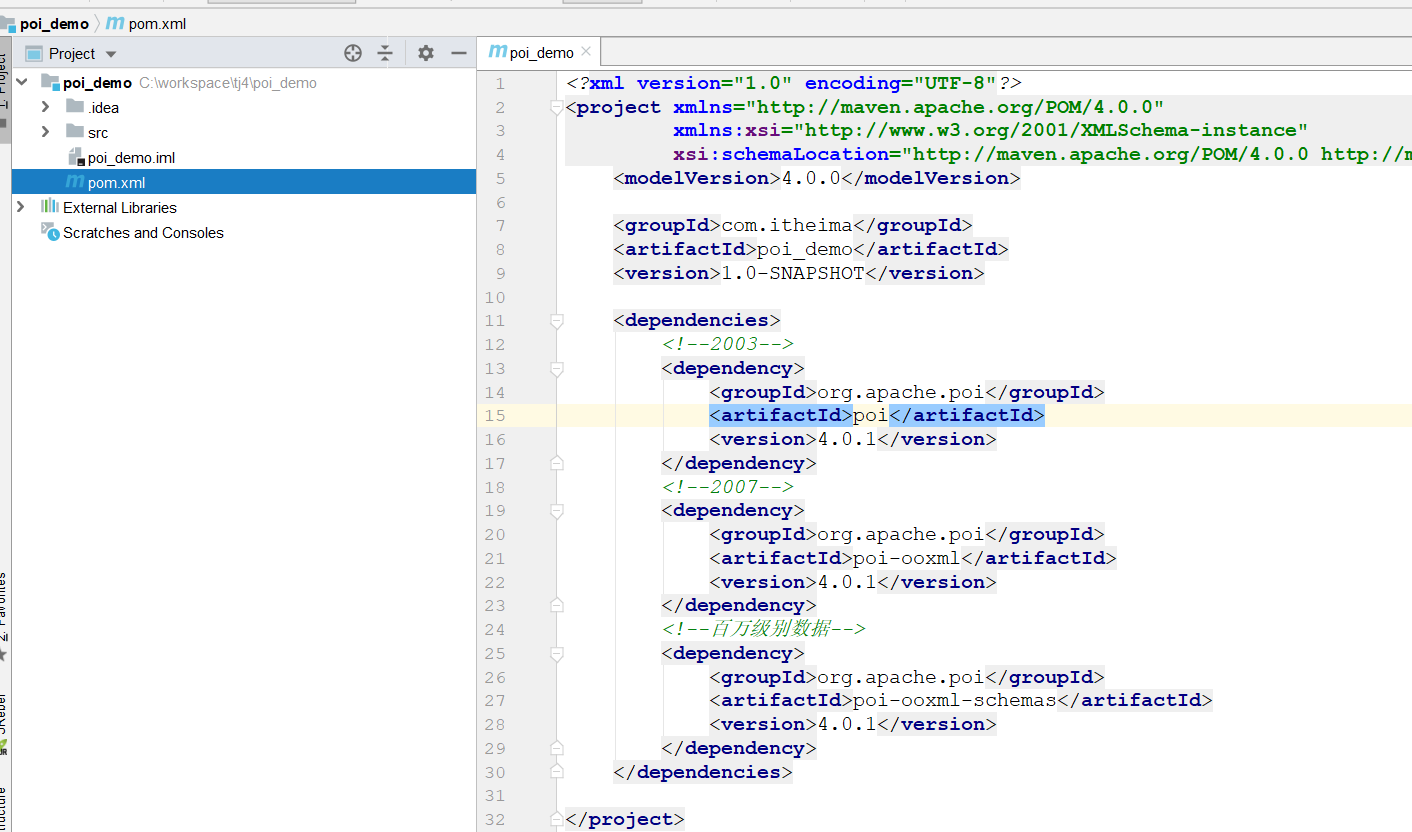 poi_demo pom.xml
Project
poi_demo C:\workspace\tj4\poi_demo
.idea
src
poi_demo.iml
pom.xml
External Libraries
Scratches and Consoles
1: Project
2: Favorites
JRebel
poi_demo
1 <?xml version="1.0" encoding="UTF-8"?>
2 <project xmlns="http://maven.apache.org/POM/4.0.0"
3 xmlns:xsi="http://www.w3.org/2001/XMLSchema-instance"
4 xsi:schemaLocation="http://maven.apache.org/POM/4.0.0 http://m
5 <modelVersion>4.0.0</modelVersion>
6
7 <groupId>com.itheima</groupId>
8 <artifactId>poi_demo</artifactId>
9 <version>1.0-SNAPSHOT</version>
10
11 <dependencies>
12 <!--2003-->
13 <dependency>
14 <groupId>org.apache.poi</groupId>
15 <artifactId>poi</artifactId>
16 <version>4.0.1</version>
17 </dependency>
18 <!--2007-->
19 <dependency>
20 <groupId>org.apache.poi</groupId>
21 <artifactId>poi-ooxml</artifactId>
22 <version>4.0.1</version>
23 </dependency>
24 <!--百万级别数据-->
25 <dependency>
26 <groupId>org.apache.poi</groupId>
27 <artifactId>poi-ooxml-schemas</artifactId>
28 <version>4.0.1</version>
29 </dependency>
30 </dependencies>
31
32 </project>